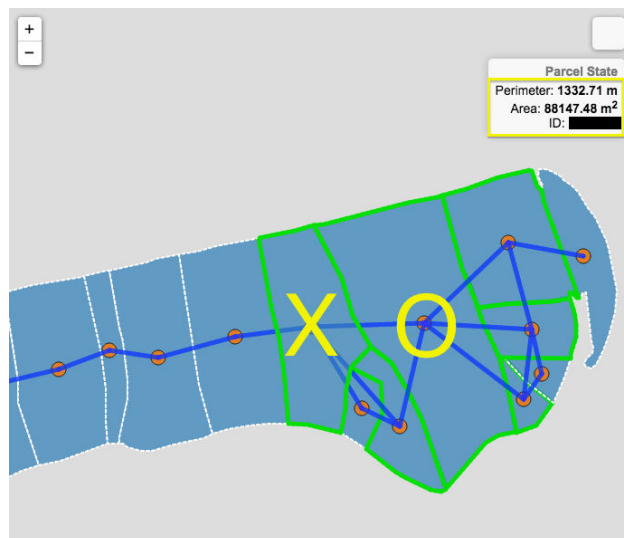 +
−
Parcel State
Perimeter: 1332.71 m
Area: 88147.48 m²
ID:
X
O